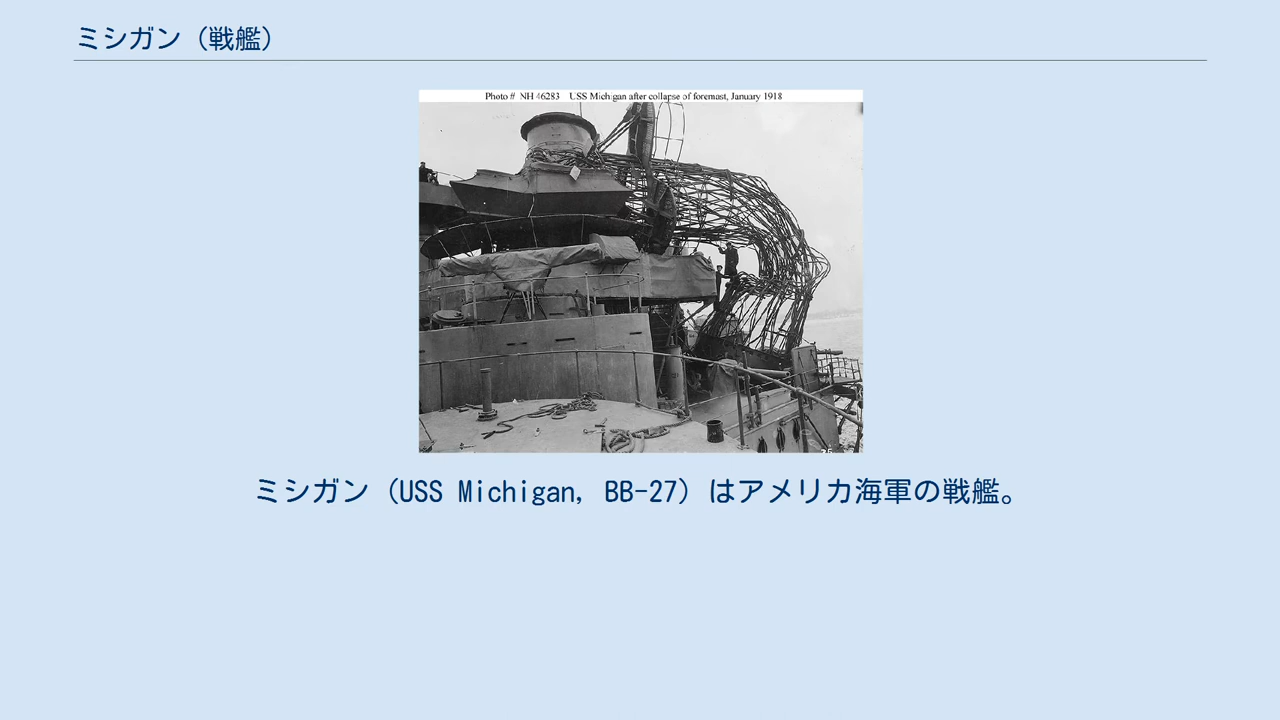 ミシガン（戦艦）
Photo # NH 46283 USS Michigan after collapse of foremast, January 1918
ミシガン（USS Michigan, BB-27）はアメリカ海軍の戦艦。